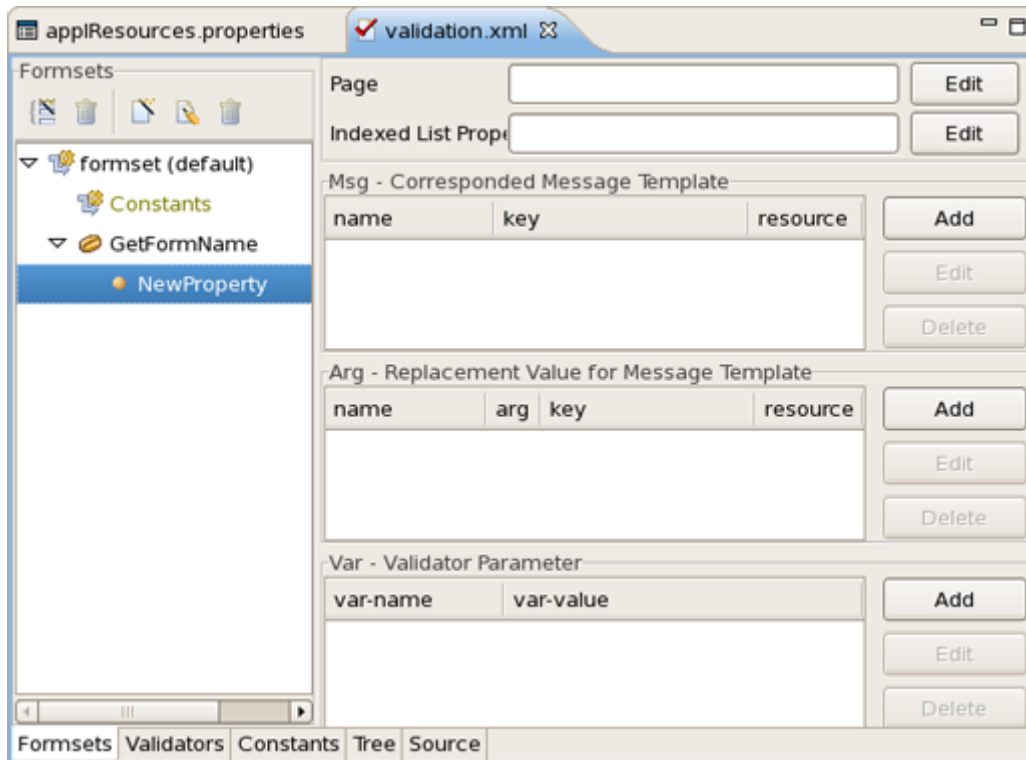 applResources.properties
validation.xml
Formsets
formset (default)
Constants
GetFormName
NewProperty
Page
Edit
Indexed List Prope
Edit
Msg - Corresponded Message Template
name key resource
Add
Edit
Delete
Arg - Replacement Value for Message Template
name arg key resource
Add
Edit
Delete
Var - Validator Parameter
var-name var-value
Add
Edit
Delete
Formsets Validators Constants Tree Source